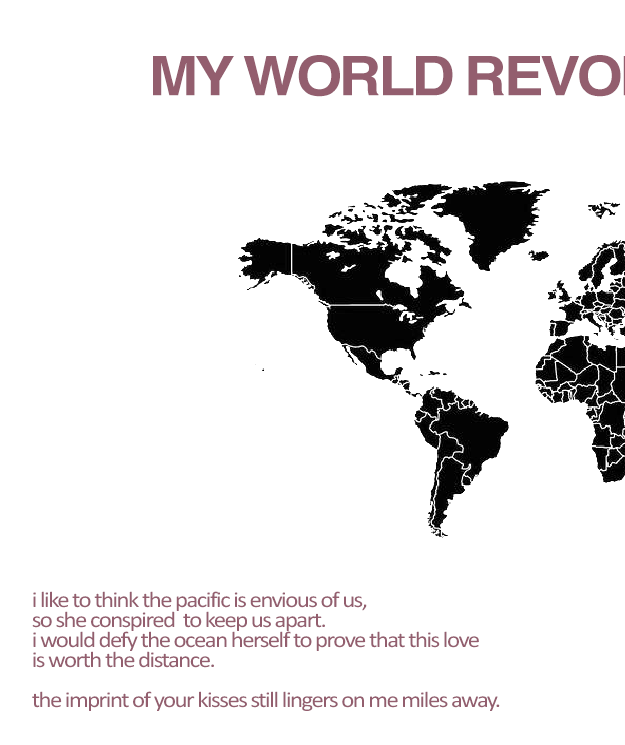 MY WORLD
i like to think the pacific is envious of us,
so she conspired  to keep us apart.
i would defy the ocean herself to prove that this love
is worth the distance.
the imprint of your kisses still lingers on me miles away.